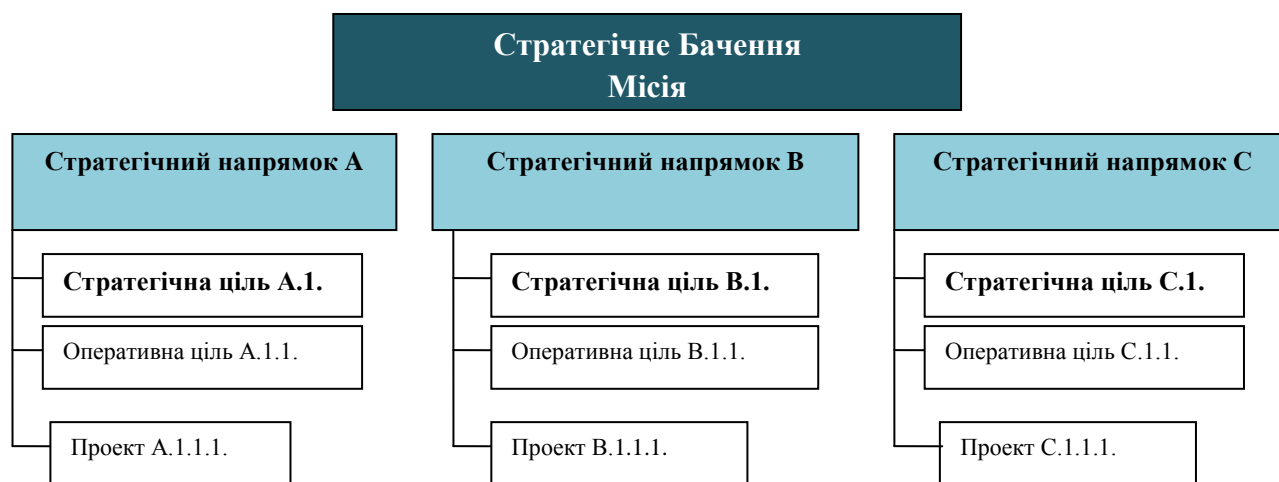 Стратегічне Бачення
Місія
Стратегічний напрямок А
Стратегічний напрямок В
Стратегічний напрямок С
Стратегічна ціль А.1.
Стратегічна ціль В.1.
Стратегічна ціль С.1.
Оперативна ціль А.1.1.
Оперативна ціль В.1.1.
Оперативна ціль С.1.1.
Проект А.1.1.1.
Проект В.1.1.1.
Проект С.1.1.1.